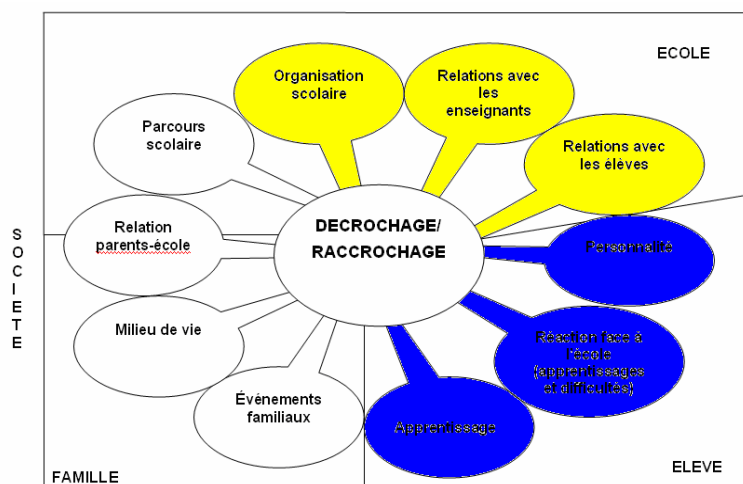 ECOLE
Organisation
scolaire
Relations avec
les
enseignants
Parcours
scolaire
Relations avec
les élèves
SOCIETE
Relation
parents-école
DECROCHAGE/
RACCROCHAGE
Personnalité
Milieu de vie
Réaction face à
l'école
(apprentissages
et difficultés)
Événements
familiaux
Apprentissage
FAMILLE
ELEVE